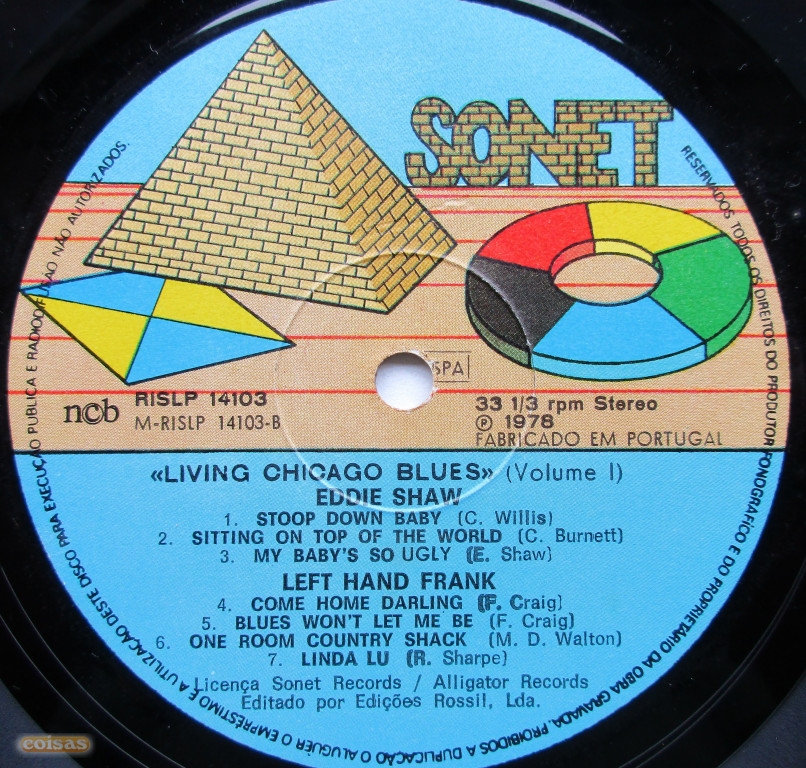 SONET
RESERVADOS TODOS OS DIREITOS DO PRODUTOR FONOGRÁFICO E DO PROPRIETÁRIO DA OBRA GRAVADA. PROIBIDOS A DUPLICAÇÃO O ALUGUER O EMPRÉSTIMO E A UTILIZAÇÃO DESTE DISCO PARA EXECUÇÃO PUBLICA E RADIODIFUSÃO NÃO AUTORIZADOS.
SPA
n©b
RISLP 14103
M-RISLP 14103-B
33 1/3 rpm Stereo
℗ 1978
FABRICADO EM PORTUGAL
«LIVING CHICAGO BLUES» (Volume I)
EDDIE SHAW
1. STOOP DOWN BABY (C. Willis)
2. SITTING ON TOP OF THE WORLD (C. Burnett)
3. MY BABY'S SO UGLY (E. Shaw)
LEFT HAND FRANK
4. COME HOME DARLING (F. Craig)
5. BLUES WON'T LET ME BE (F. Craig)
6. ONE ROOM COUNTRY SHACK (M. D. Walton)
7. LINDA LU (R. Sharpe)
Licença Sonet Records / Alligator Records
Editado por Edições Rossil, Lda.
coisas